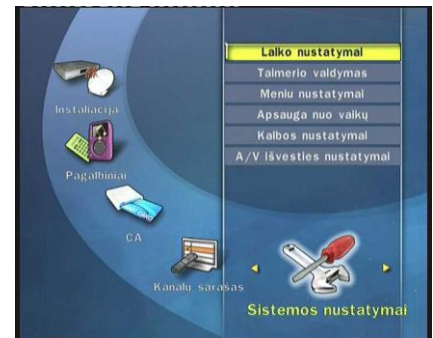 Laiko nustatymai
Taimerio valdymas
Meniu nustatymai
Apsauga nuo vaikų
Kalbos nustatymai
A/V išvesties nustatymai
Instaliacija
Pagalbiniai
CA
Kanalų sąrašas
Sistemos nustatymai